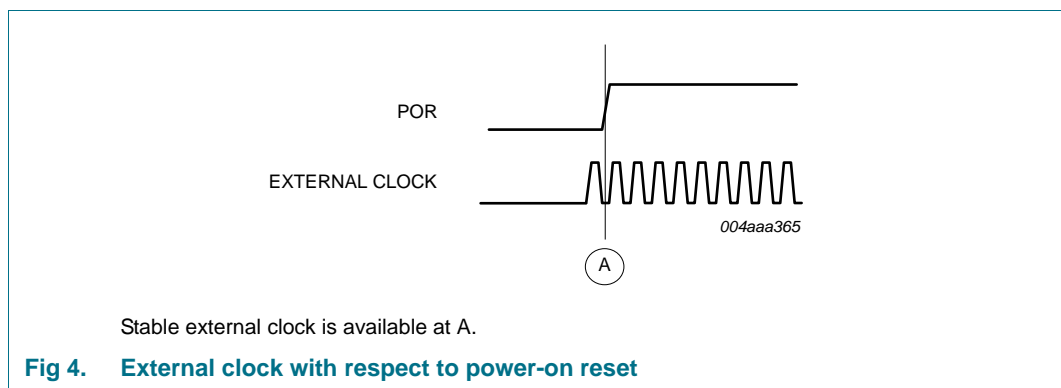 POR
EXTERNAL CLOCK
004aaa365
A
Stable external clock is available at A.
Fig 4. External clock with respect to power-on reset